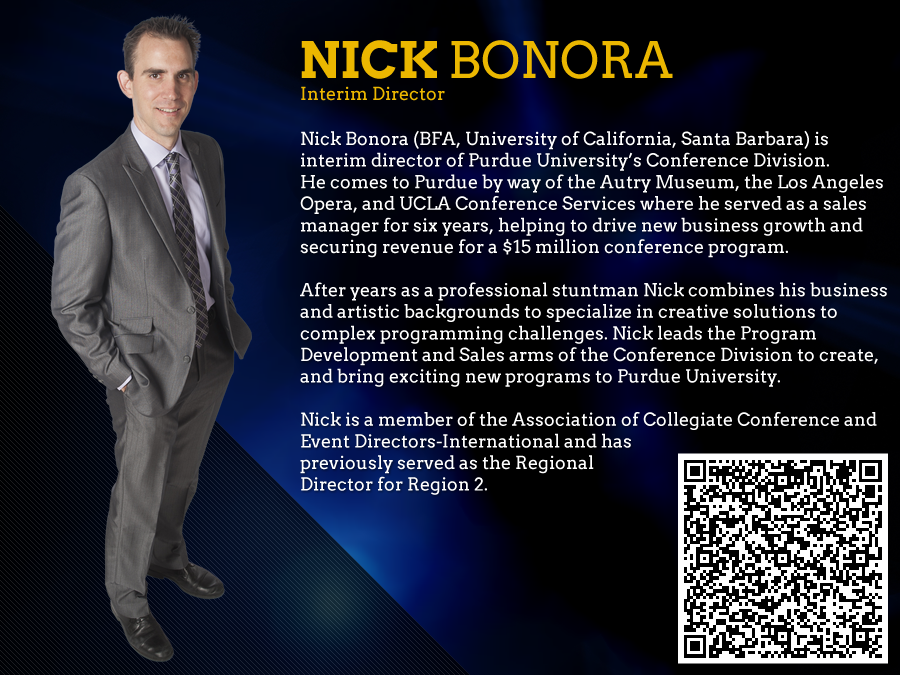 NICK BONORA
Interim Director
Nick Bonora (BFA, University of California, Santa Barbara) is
interim director of Purdue University’s Conference Division.
He comes to Purdue by way of the Autry Museum, the Los Angeles
Opera, and UCLA Conference Services where he served as a sales
manager for six years, helping to drive new business growth and
securing revenue for a $15 million conference program.
After years as a professional stuntman Nick combines his business
and artistic backgrounds to specialize in creative solutions to
complex programming challenges. Nick leads the Program
Development and Sales arms of the Conference Division to create,
and bring exciting new programs to Purdue University.
Nick is a member of the Association of Collegiate Conference and
Event Directors-International and has
previously served as the Regional
Director for Region 2.